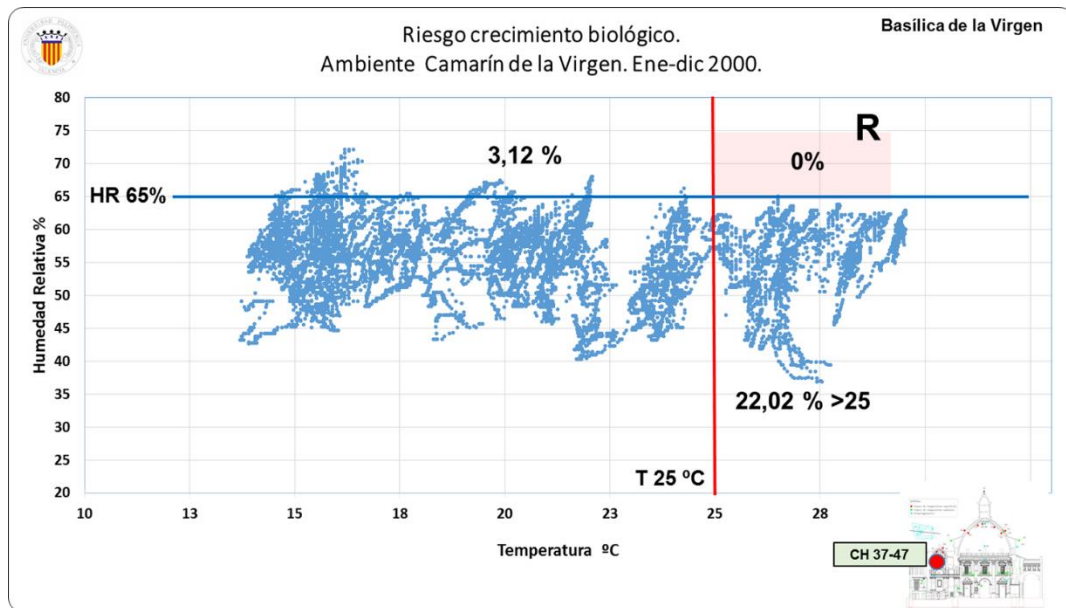 Basílica de la Virgen
Riesgo crecimiento biológico.
Ambiente Camarín de la Virgen. Ene-dic 2000.
80
75
70
65
60
55
50
45
40
35
30
25
20
Humedad Relativa %
HR 65%
3,12 %
R
0%
22,02 % >25
T 25 ºC
10
13
15
18
20
23
25
28
Temperatura ºC
CH 37-47